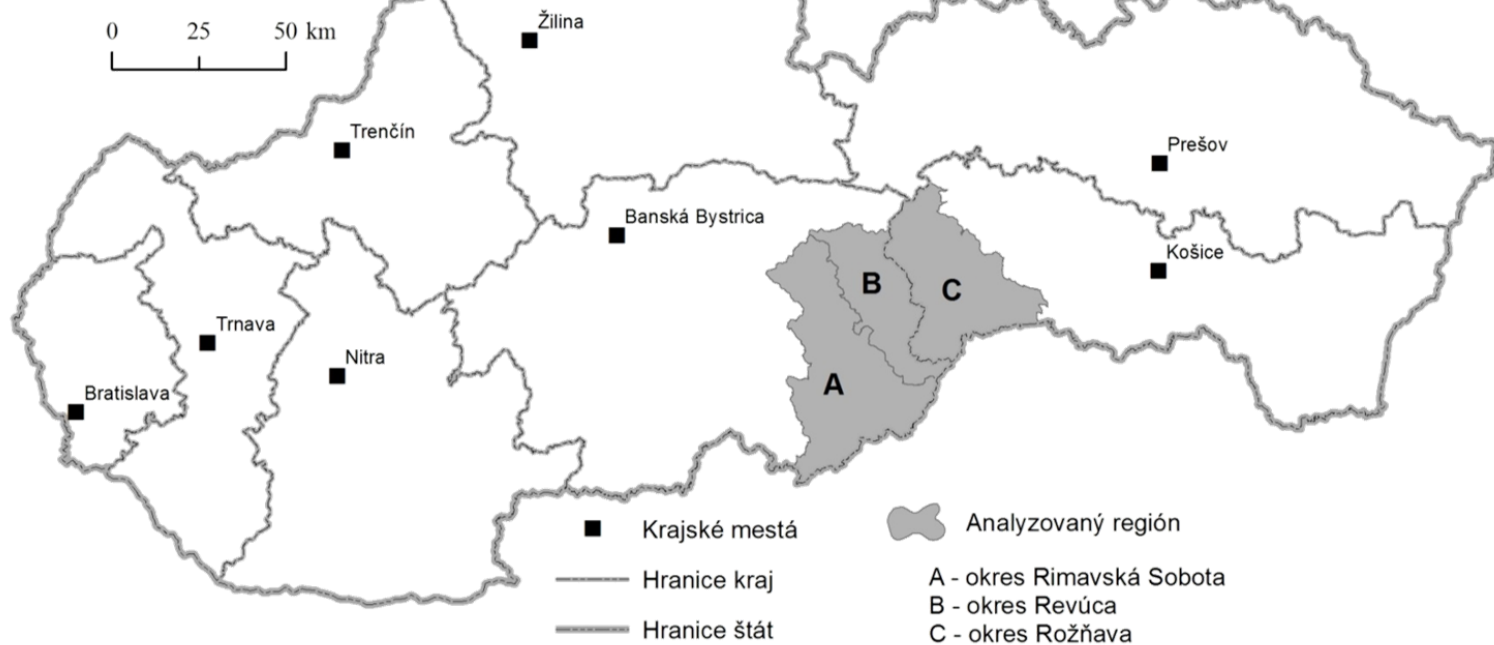 0 25 50 km
Žilina
Trenčín
Prešov
Banská Bystrica
Košice
B
C
Trnava
Nitra
A
Bratislava
Krajské mestá
Hranice kraj
Hranice štát
Analyzovaný región
A - okres Rimavská Sobota
B - okres Revúca
C - okres Rožňava